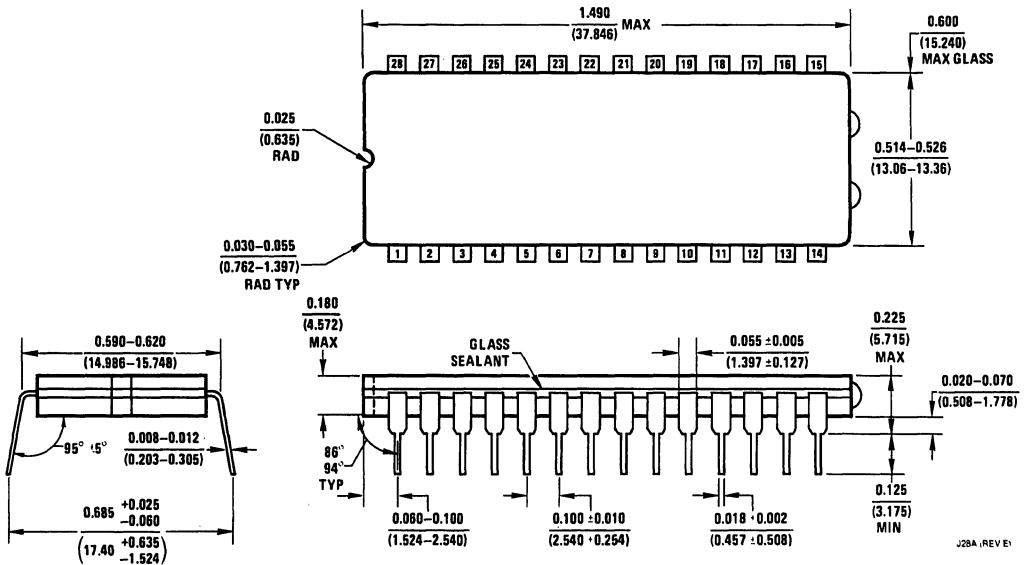 1.490
(37.846) MAX
0.600
(15.240)
MAX GLASS
28 27 26 25 24 23 22 21 20 19 18 17 16 15
0.025
(0.635)
RAD
0.514–0.526
(13.06–13.36)
0.030–0.055
(0.762–1.397)
RAD TYP
1 2 3 4 5 6 7 8 9 10 11 12 13 14
0.590–0.620
(14.986–15.748)
0.180
(4.572)
MAX
GLASS
SEALANT
0.055 ±0.005
(1.397 ±0.127)
0.225
(5.715)
MAX
0.020–0.070
(0.508–1.778)
95° ±5°
0.008–0.012
(0.203–0.305)
86°
94°
TYP
0.685 +0.025
-0.060
(17.40 +0.635
-1.524)
0.060–0.100
(1.524–2.540)
0.100 ±0.010
(2.540 ±0.254)
0.018 ±0.002
(0.457 ±0.508)
0.125
(3.175)
MIN
J28A (REV E)